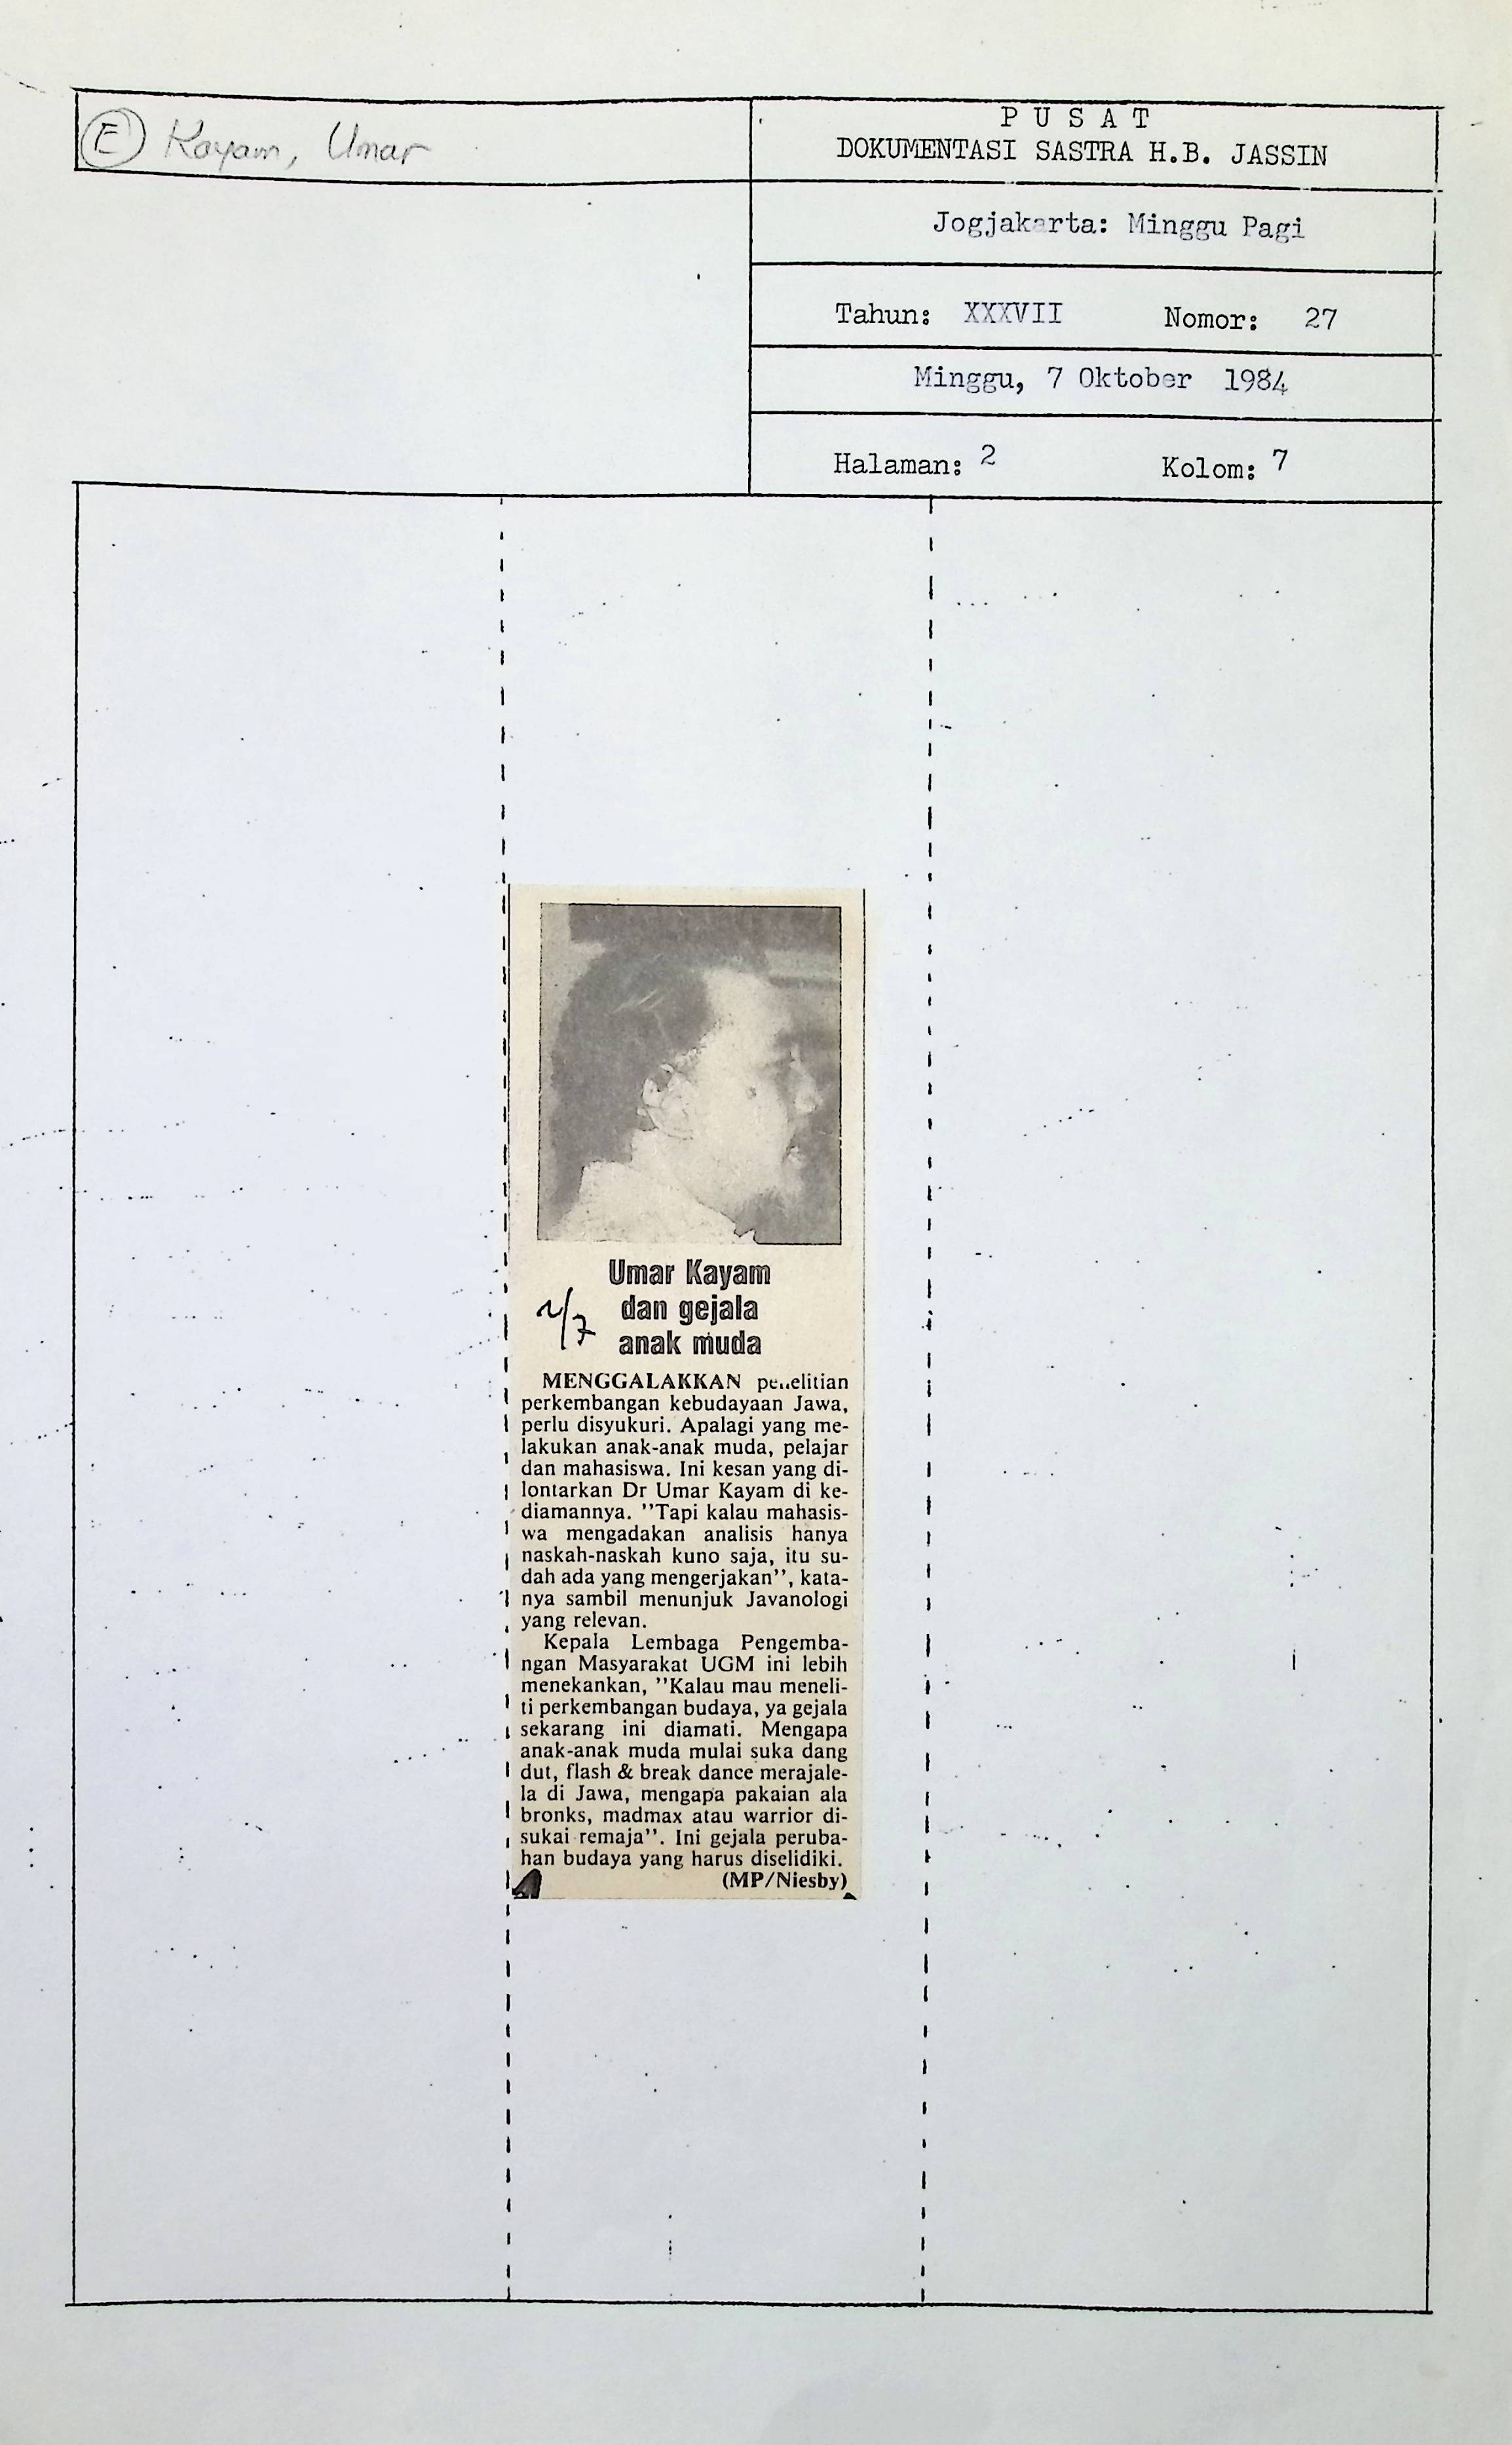 E Kayam, Umar
PUSAT
DOKUMENTASI SASTRA H.B. JASSIN
Jogjakarta: Minggu Pagi
Tahun: XXXVII Nomor: 27
Minggu, 7 Oktober 1984
Halaman: 2 Kolom: 7
Umar Kayam
dan gejala
anak muda
2/7
MENGGALAKKAN penelitian
perkembangan kebudayaan Jawa,
perlu disyukuri. Apalagi yang me-
lakukan anak-anak muda, pelajar
dan mahasiswa. Ini kesan yang di-
lontarkan Dr Umar Kayam di ke-
diamannya. ''Tapi kalau mahasis-
wa mengadakan analisis hanya
naskah-naskah kuno saja, itu su-
dah ada yang mengerjakan'', kata-
nya sambil menunjuk Javanologi
yang relevan.
Kepala Lembaga Pengemba-
ngan Masyarakat UGM ini lebih
menekankan, ''Kalau mau meneli-
ti perkembangan budaya, ya gejala
sekarang ini diamati. Mengapa
anak-anak muda mulai suka dang
dut, flash & break dance merajale-
la di Jawa, mengapa pakaian ala
bronks, madmax atau warrior di-
sukai remaja''. Ini gejala peruba-
han budaya yang harus diselidiki.
(MP/Niesby)